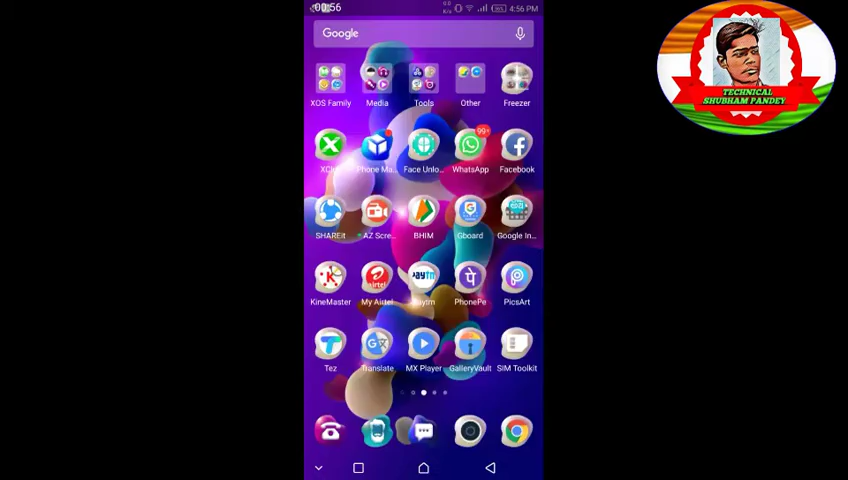 00:56
4:56 PM
Google
XOS Family
Media
Tools
Other
Freezer
Phone Ma...
Face Unlo...
WhatsApp
Facebook
99+
SHAREit
AZ Scre...
BHIM
Gboard
Google In...
KineMaster
My Airtel
Paytm
PhonePe
PicsArt
Tez
Translate
MX Player
GalleryVault
SIM Toolkit
TECHNICAL
SHUBHAM PANDEY